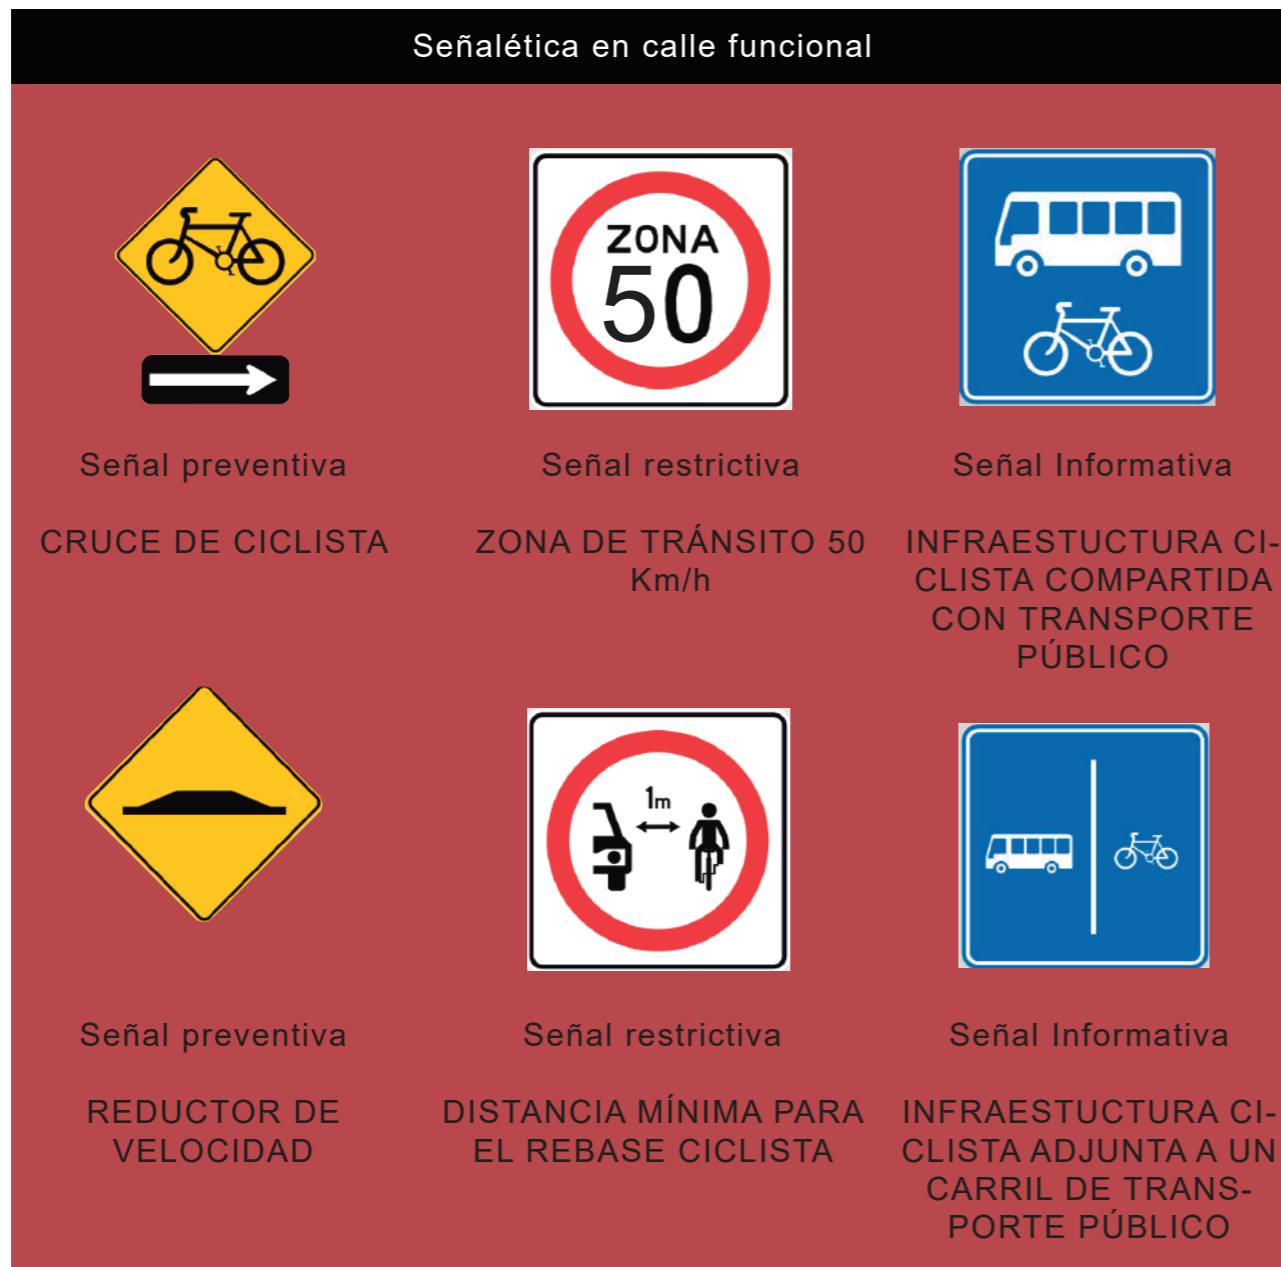 Señalética en calle funcional
ZONA
50
Señal preventiva
Señal restrictiva
Señal Informativa
CRUCE DE CICLISTA
ZONA DE TRÁNSITO 50
Km/h
INFRAESTUCTURA CI-
CLISTA COMPARTIDA
CON TRANSPORTE
PÚBLICO
1m
Señal preventiva
Señal restrictiva
Señal Informativa
REDUCTOR DE
VELOCIDAD
DISTANCIA MÍNIMA PARA
EL REBASE CICLISTA
INFRAESTUCTURA CI-
CLISTA ADJUNTA A UN
CARRIL DE TRANS-
PORTE PÚBLICO